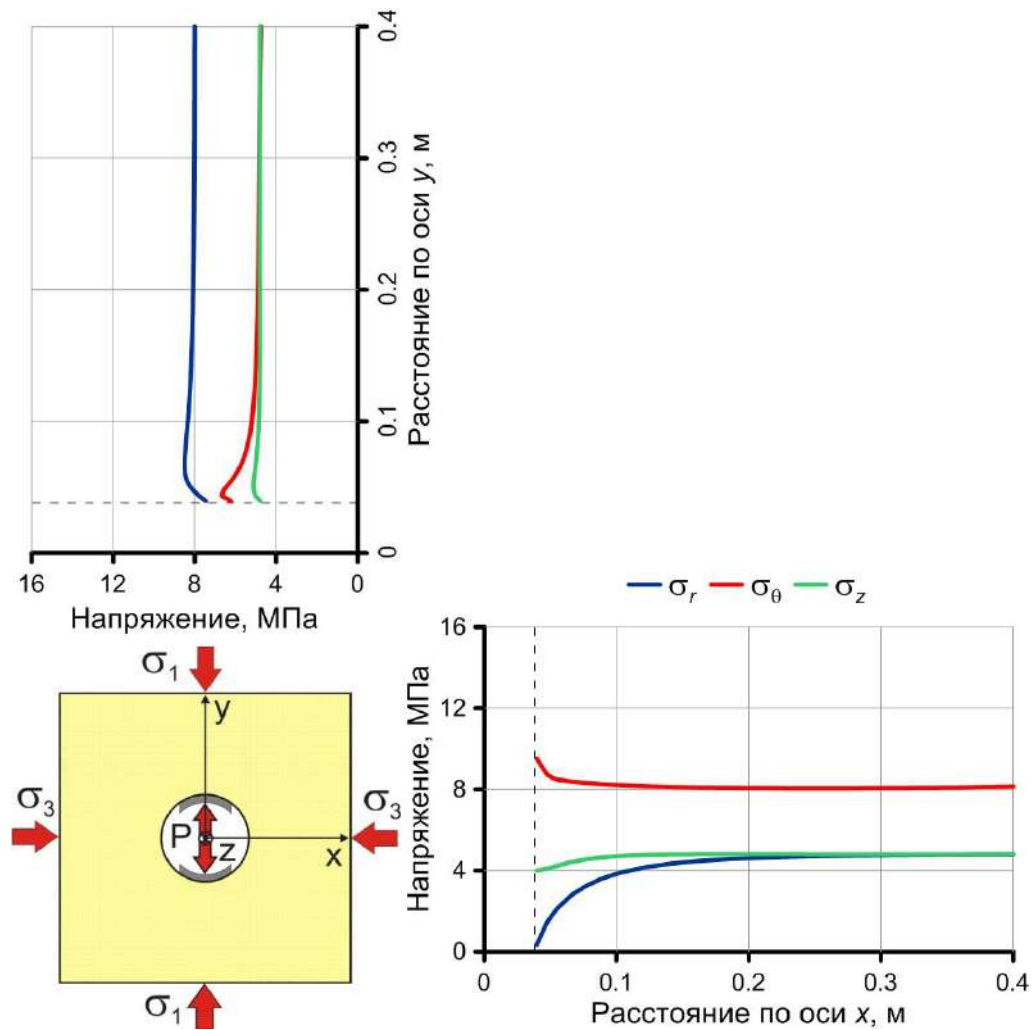 0.4
0.3
0.2
0.1
0
Расстояние по оси y, м
16 12 8 4 0
Напряжение, МПа
σ1
y
σ3 σ3
P
z
x
σ1
σr σθ σz
16
12
8
4
0
Напряжение, МПа
0 0.1 0.2 0.3 0.4
Расстояние по оси x, м